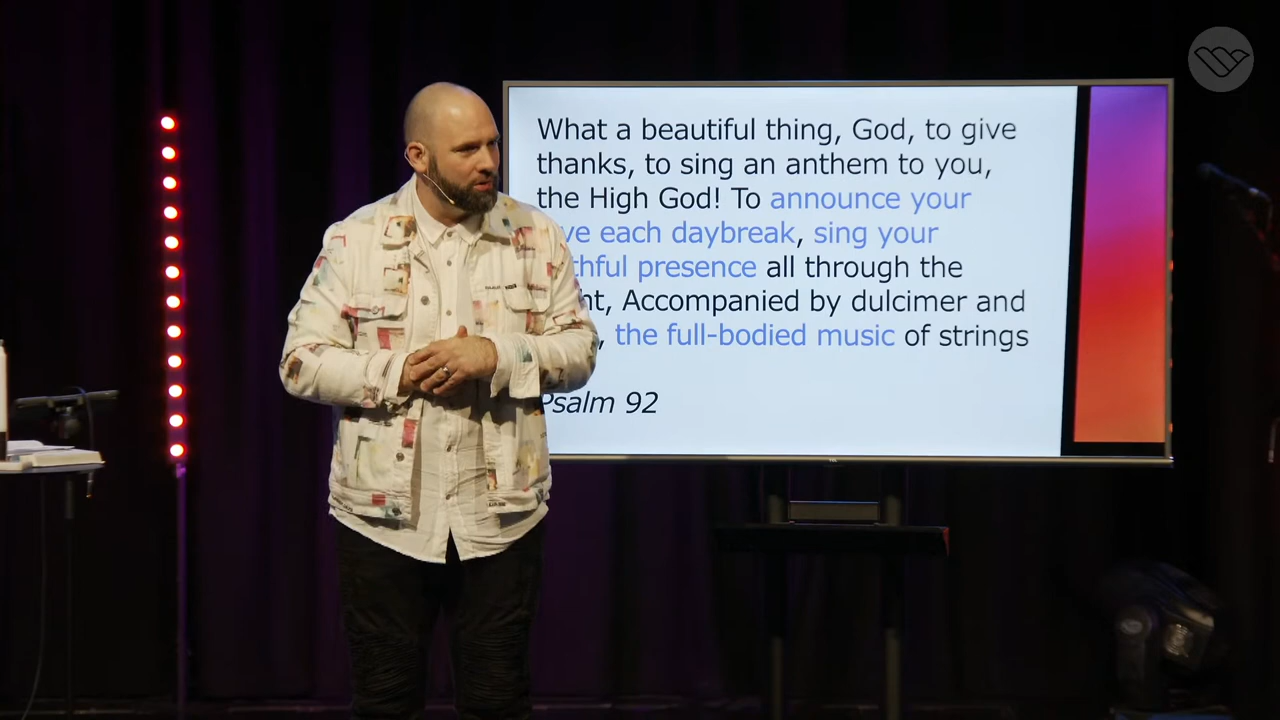 What a beautiful thing, God, to give
thanks, to sing an anthem to you,
the High God! To announce your
each daybreak, sing your
presence all through the
Accompanied by dulcimer and
the full-bodied music of strings
Psalm 92